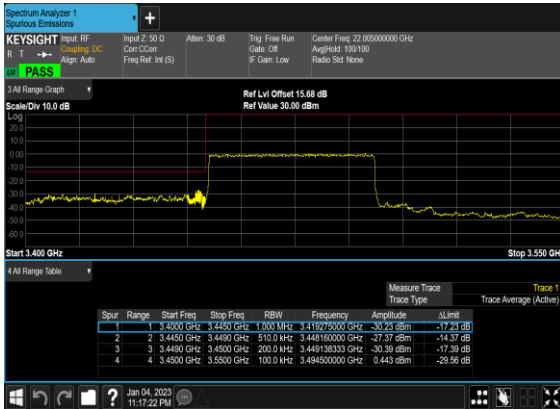 Spectrum Analyzer 1
Spurious Emissions
+
KEYSIGHT Input: RF Input Z: 50 Ω Atten: 30 dB Trig: Free Run Center Freq: 22.005000000 GHz
R T Coupling: DC Corr CCorr Gate: Off Avg|Hold: 100/100
Align: Auto Freq Ref: Int (S) IF Gain: Low Radio Std: None
PASS
3 All Range Graph
Ref Lvl Offset 15.68 dB
Scale/Div 10.0 dB Ref Value 30.00 dBm
Log
20.0
10.0
0.00
-10.0
-20.0
-30.0
-40.0
-50.0
-60.0
Start 3.400 GHz Stop 3.550 GH
4 All Range Table
Measure Trace Trace 1
Trace Type Trace Average (Active)
Spur Range Start Freq Stop Freq RBW Frequency Amplitude ΔLimit
1 1 3.4000 GHz 3.4450 GHz 1.000 MHz 3.419275000 GHz -30.23 dBm -17.23 dB
2 2 3.4450 GHz 3.4490 GHz 510.0 kHz 3.448160000 GHz -27.37 dBm -14.37 dB
3 3 3.4490 GHz 3.4500 GHz 200.0 kHz 3.449138333 GHz -30.39 dBm -17.39 dB
4 4 3.4500 GHz 3.5500 GHz 100.0 kHz 3.494500000 GHz 0.443 dBm -29.56 dB
? Jan 04, 2023
11:17:22 PM